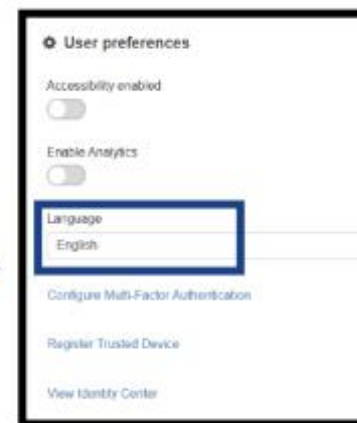 User preferences
Accessibility enabled
Enable Analytics
Language
English
Configure Multi-Factor Authentication
Register Trusted Device
View Identity Center